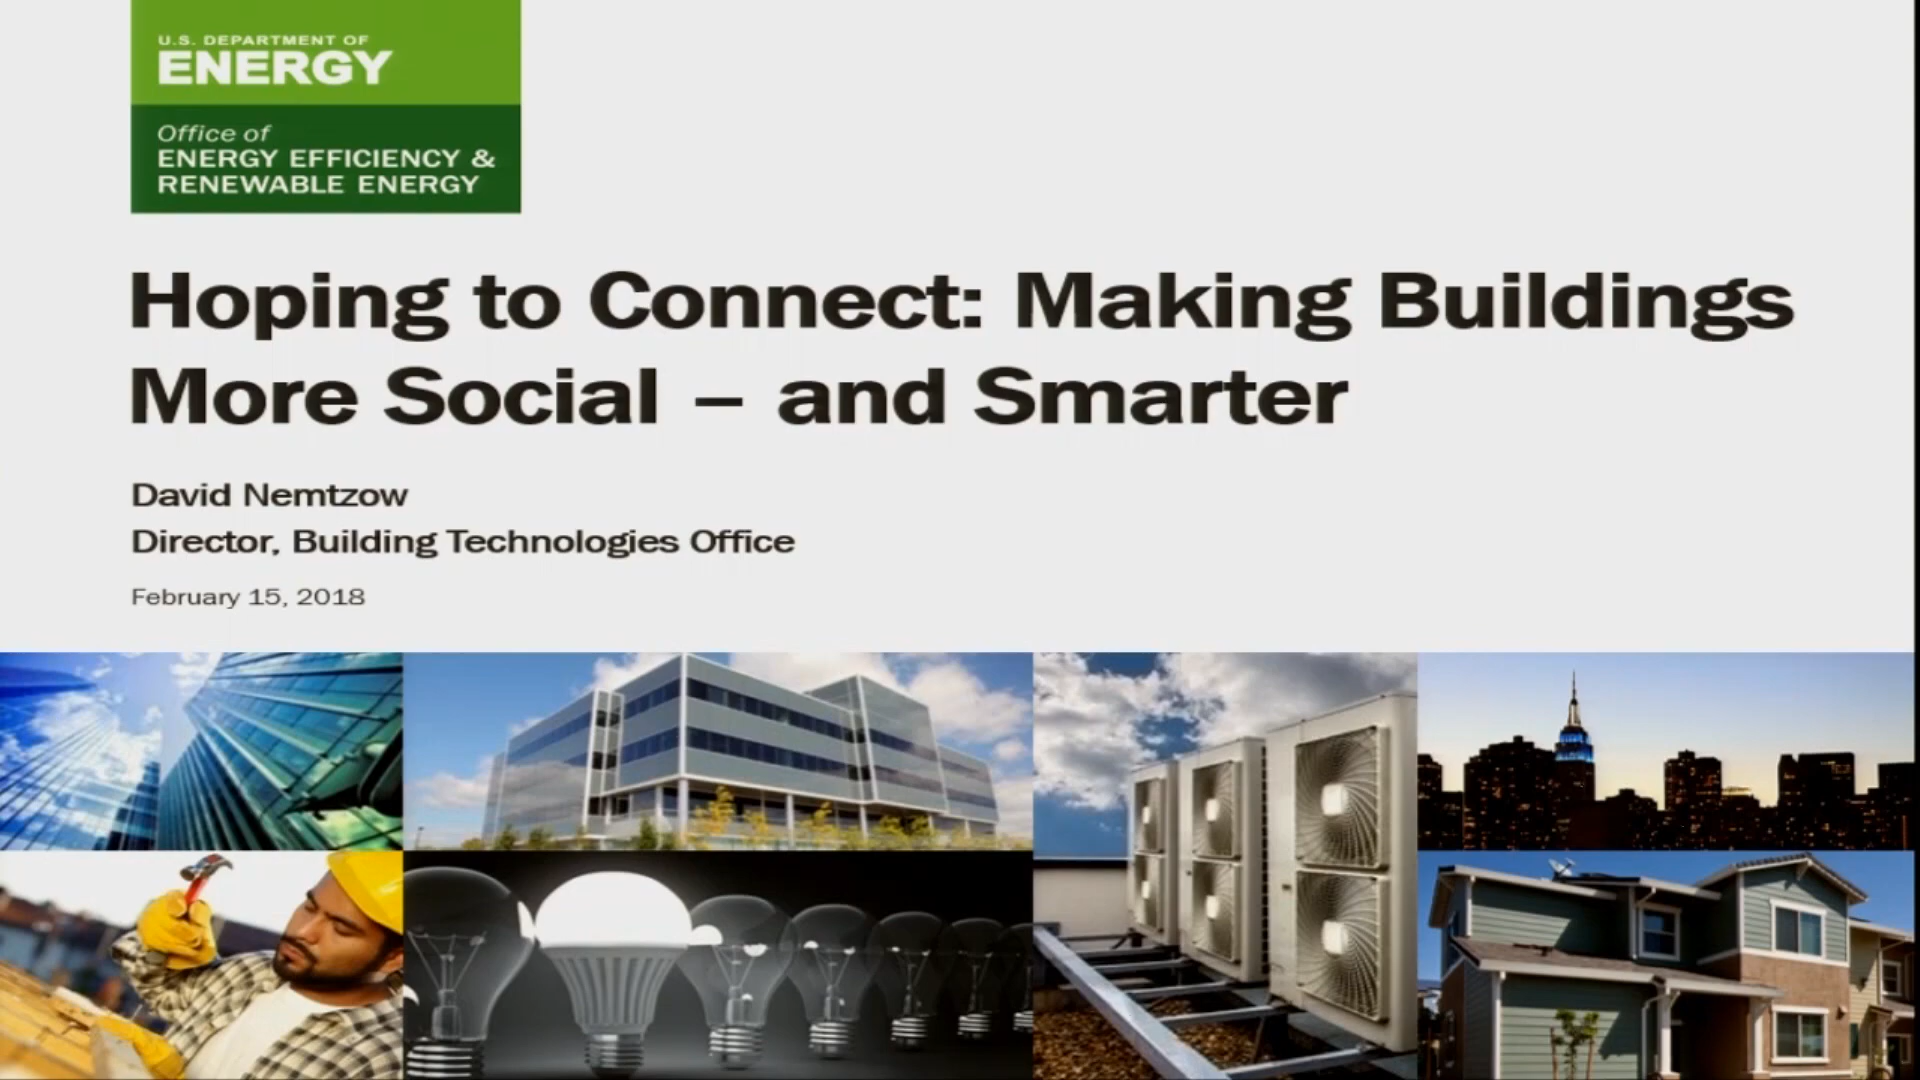 U.S. DEPARTMENT OF
ENERGY
Office of
ENERGY EFFICIENCY &
RENEWABLE ENERGY
Hoping to Connect: Making Buildings
More Social – and Smarter
David Nemtzow
Director, Building Technologies Office
February 15, 2018